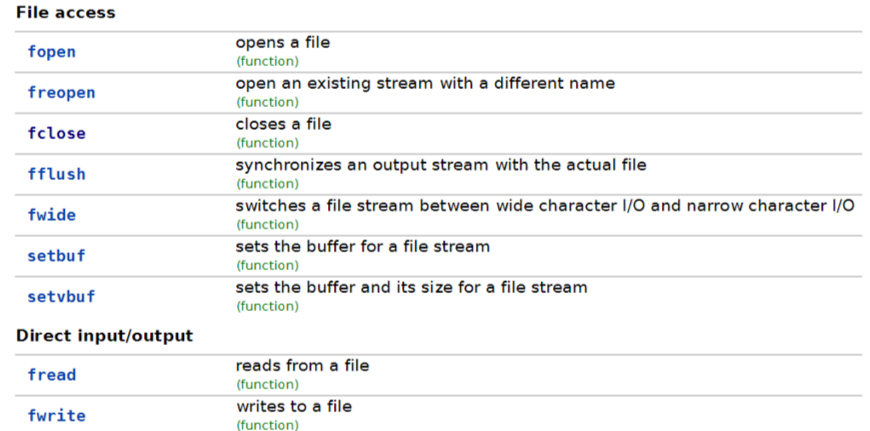 File access
fopen opens a file
(function)
freopen open an existing stream with a different name
(function)
fclose closes a file
(function)
fflush synchronizes an output stream with the actual file
(function)
fwide switches a file stream between wide character I/O and narrow character I/O
(function)
setbuf sets the buffer for a file stream
(function)
setvbuf sets the buffer and its size for a file stream
(function)
Direct input/output
fread reads from a file
(function)
fwrite writes to a file
(function)